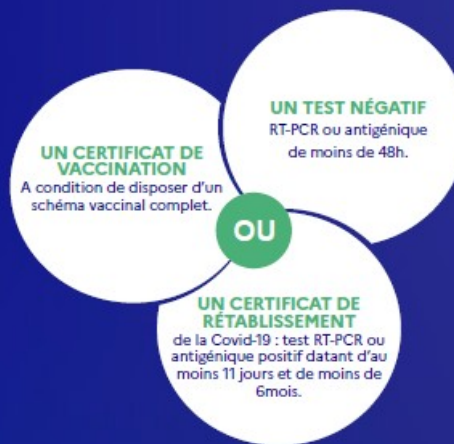 UN CERTIFICAT DE
VACCINATION
A condition de disposer d'un
schéma vaccinal complet.
UN TEST NÉGATIF
RT-PCR ou antigénique
de moins de 48h.
OU
UN CERTIFICAT DE
RÉTABLISSEMENT
de la Covid-19 : test RT-PCR ou
antigénique positif datant d'au
moins 11 jours et de moins de
6mois.